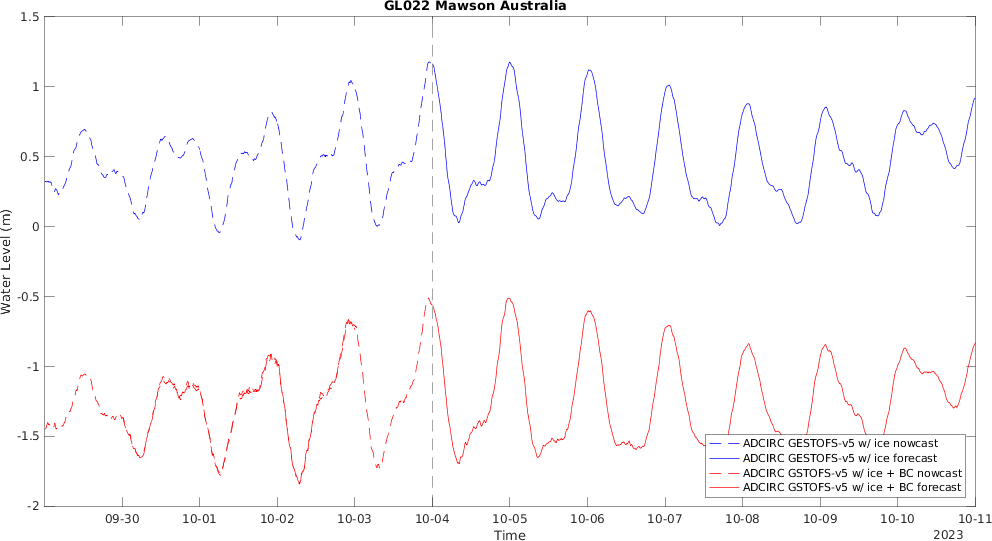 GL022 Mawson Australia
1.5
1
0.5
0
-0.5
-1
-1.5
-2
Water Level (m)
ADCIRC GESTOFS-v5 w/ ice nowcast
ADCIRC GESTOFS-v5 w/ ice forecast
ADCIRC GSTOFS-v5 w/ ice + BC nowcast
ADCIRC GSTOFS-v5 w/ ice + BC forecast
09-30 10-01 10-02 10-03 10-04 10-05 10-06 10-07 10-08 10-09 10-10 10-11
Time
2023